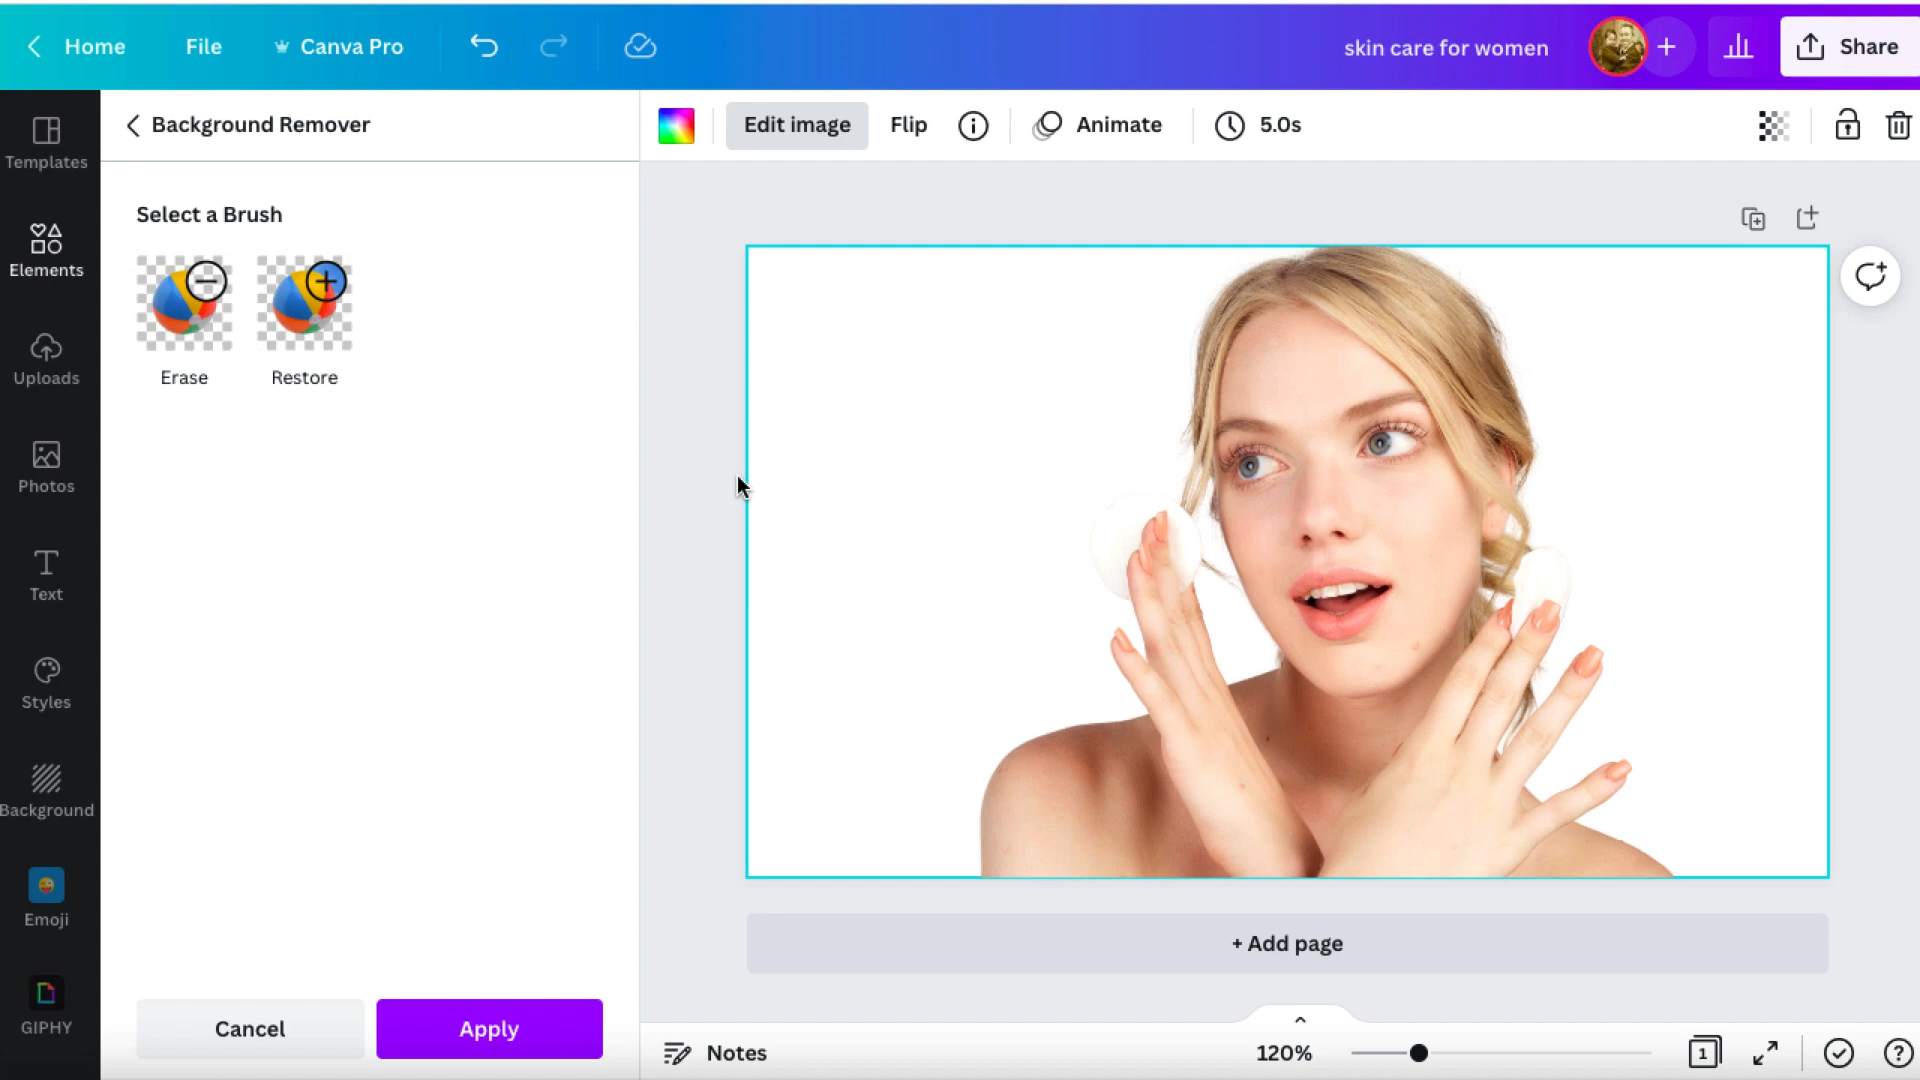 Home
File
Canva Pro
skin care for women
Share
Templates
Elements
Uploads
Photos
Text
Styles
Background
Emoji
GIPHY
Background Remover
Select a Brush
Erase
Restore
Cancel
Apply
Edit image
Flip
Animate
5.0s
+ Add page
Notes
120%
1
?